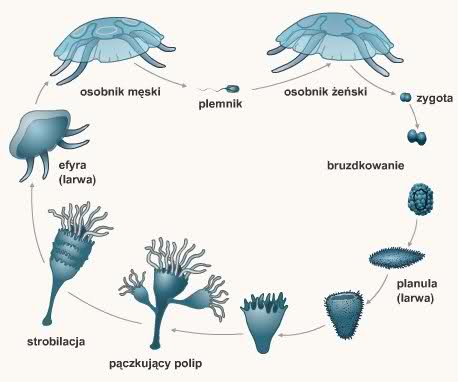 osobnik męski
plemnik
osobnik żeński
zygota
efyra
(larwa)
bruzdkowanie
planula
(larwa)
strobilacja
pączkujący polip